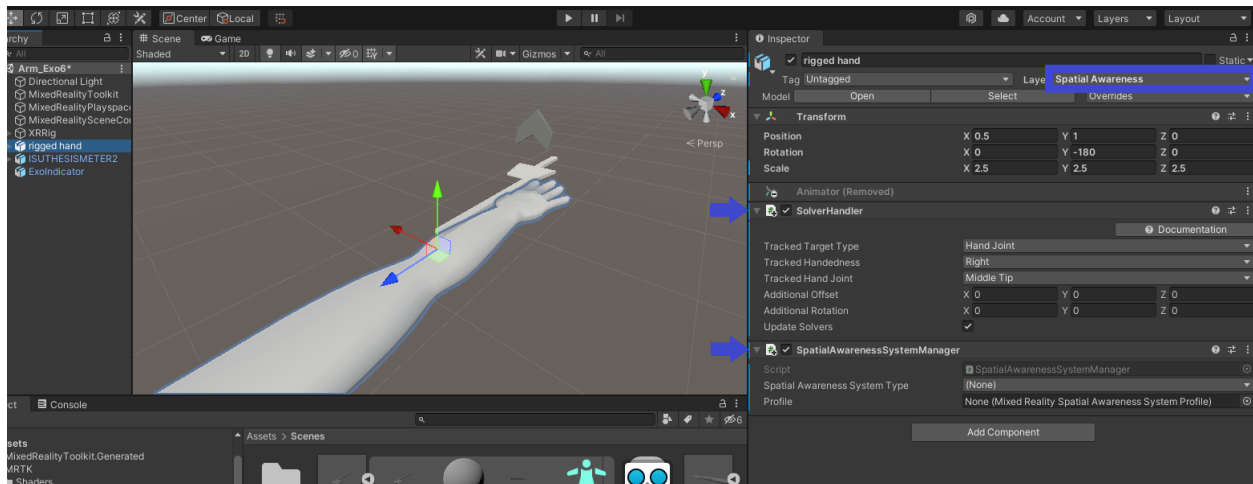 Center Local
Account Layers Layout
archy
Scene Game
Inspector
All
Shaded 2D 0 Gizmos All
rigged hand Static
Arm_Exo6*
Tag Untagged Laye Spatial Awareness
Directional Light
MixedRealityToolkit
MixedRealityPlayspac
MixedRealitySceneCo
XRRig
rigged hand
ISUTHESISMETER2
ExoIndicator
y
z
x
Persp
Model Open Select Overrides
Transform
Position X 0.5 Y 1 Z 0
Rotation X 0 Y -180 Z 0
Scale X 2.5 Y 2.5 Z 2.5
Animator (Removed)
SolverHandler
Documentation
Tracked Target Type Hand Joint
Tracked Handedness Right
Tracked Hand Joint Middle Tip
Additional Offset X 0 Y 0 Z 0
Additional Rotation X 0 Y 0 Z 0
Update Solvers
SpatialAwarenessSystemManager
Script SpatialAwarenessSystemManager
Spatial Awareness System Type (None)
Profile None (Mixed Reality Spatial Awareness System Profile)
Add Component
ct Console
6
sets
MixedRealityToolkit.Generated
MRTK
Shaders
Assets > Scenes